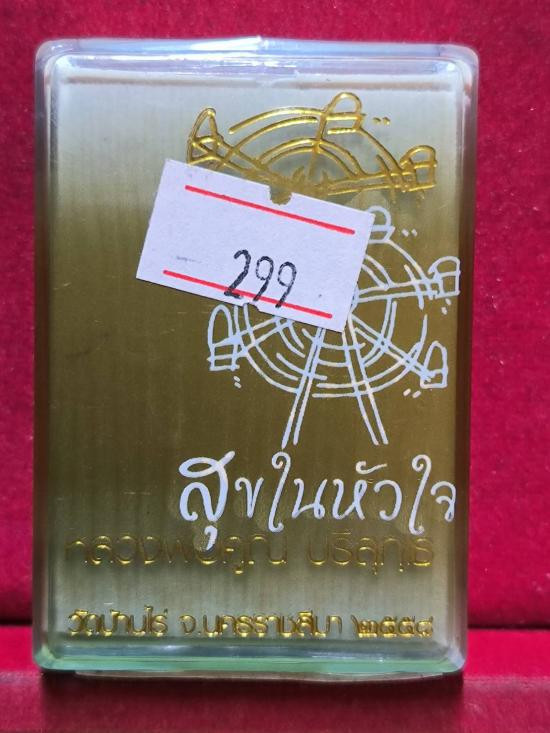 299
สุขในหัวใจ
หลวงพ่อคูณ ปริสุทโธ
วัดบ้านไร่ จ.นครราชสีมา ๒๕๕๘